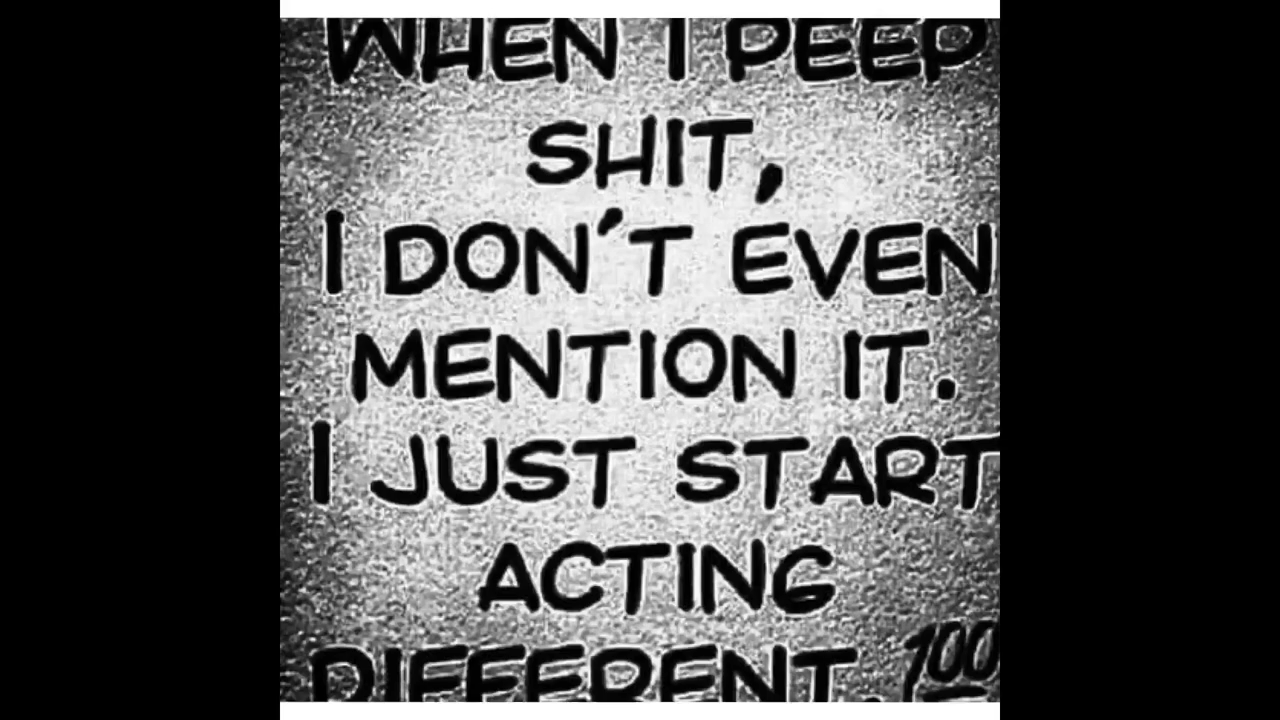 WHEN I PEEP
SHIT,
I DON'T EVEN
MENTION IT.
I JUST START
ACTING
DIFFERENT. 💯